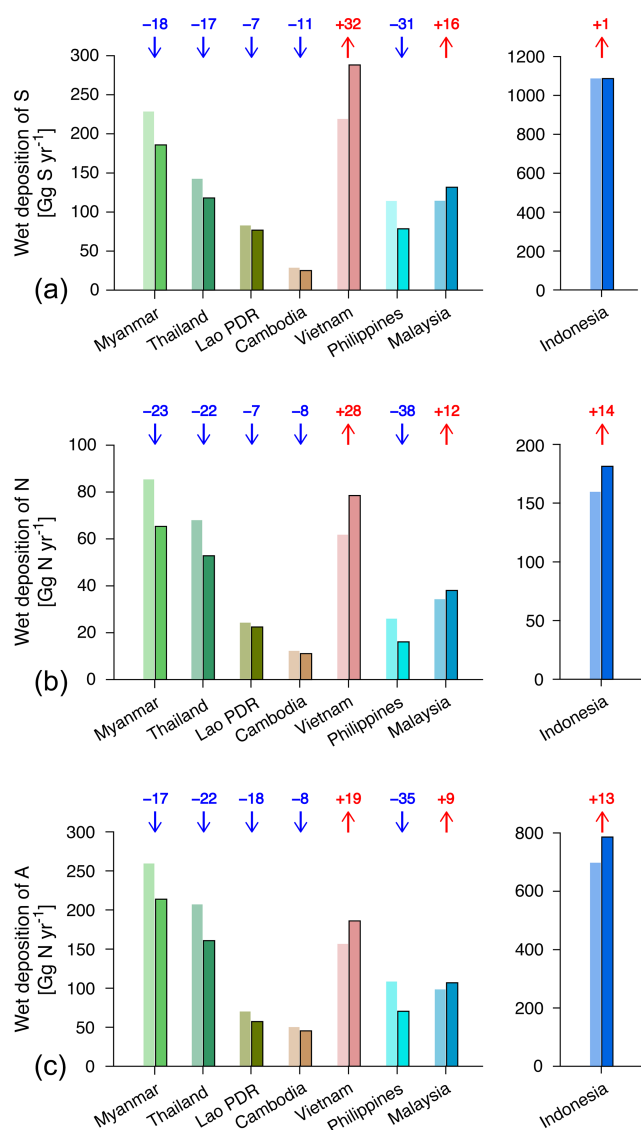 −18 −17 −7 −11 +32 −31 +16 +1
Wet deposition of S
[Gg S yr-1]
300
250
200
150
100
50
0
1200
1000
800
600
400
200
0
(a)
Myanmar
Thailand
Lao PDR
Cambodia
Vietnam
Philippines
Malaysia
Indonesia
−23 −22 −7 −8 +28 −38 +12 +14
Wet deposition of N
[Gg N yr-1]
100
80
60
40
20
0
200
150
100
50
0
(b)
Myanmar
Thailand
Lao PDR
Cambodia
Vietnam
Philippines
Malaysia
Indonesia
−17 −22 −18 −8 +19 −35 +9 +13
Wet deposition of A
[Gg N yr-1]
300
250
200
150
100
50
0
800
600
400
200
0
(c)
Myanmar
Thailand
Lao PDR
Cambodia
Vietnam
Philippines
Malaysia
Indonesia